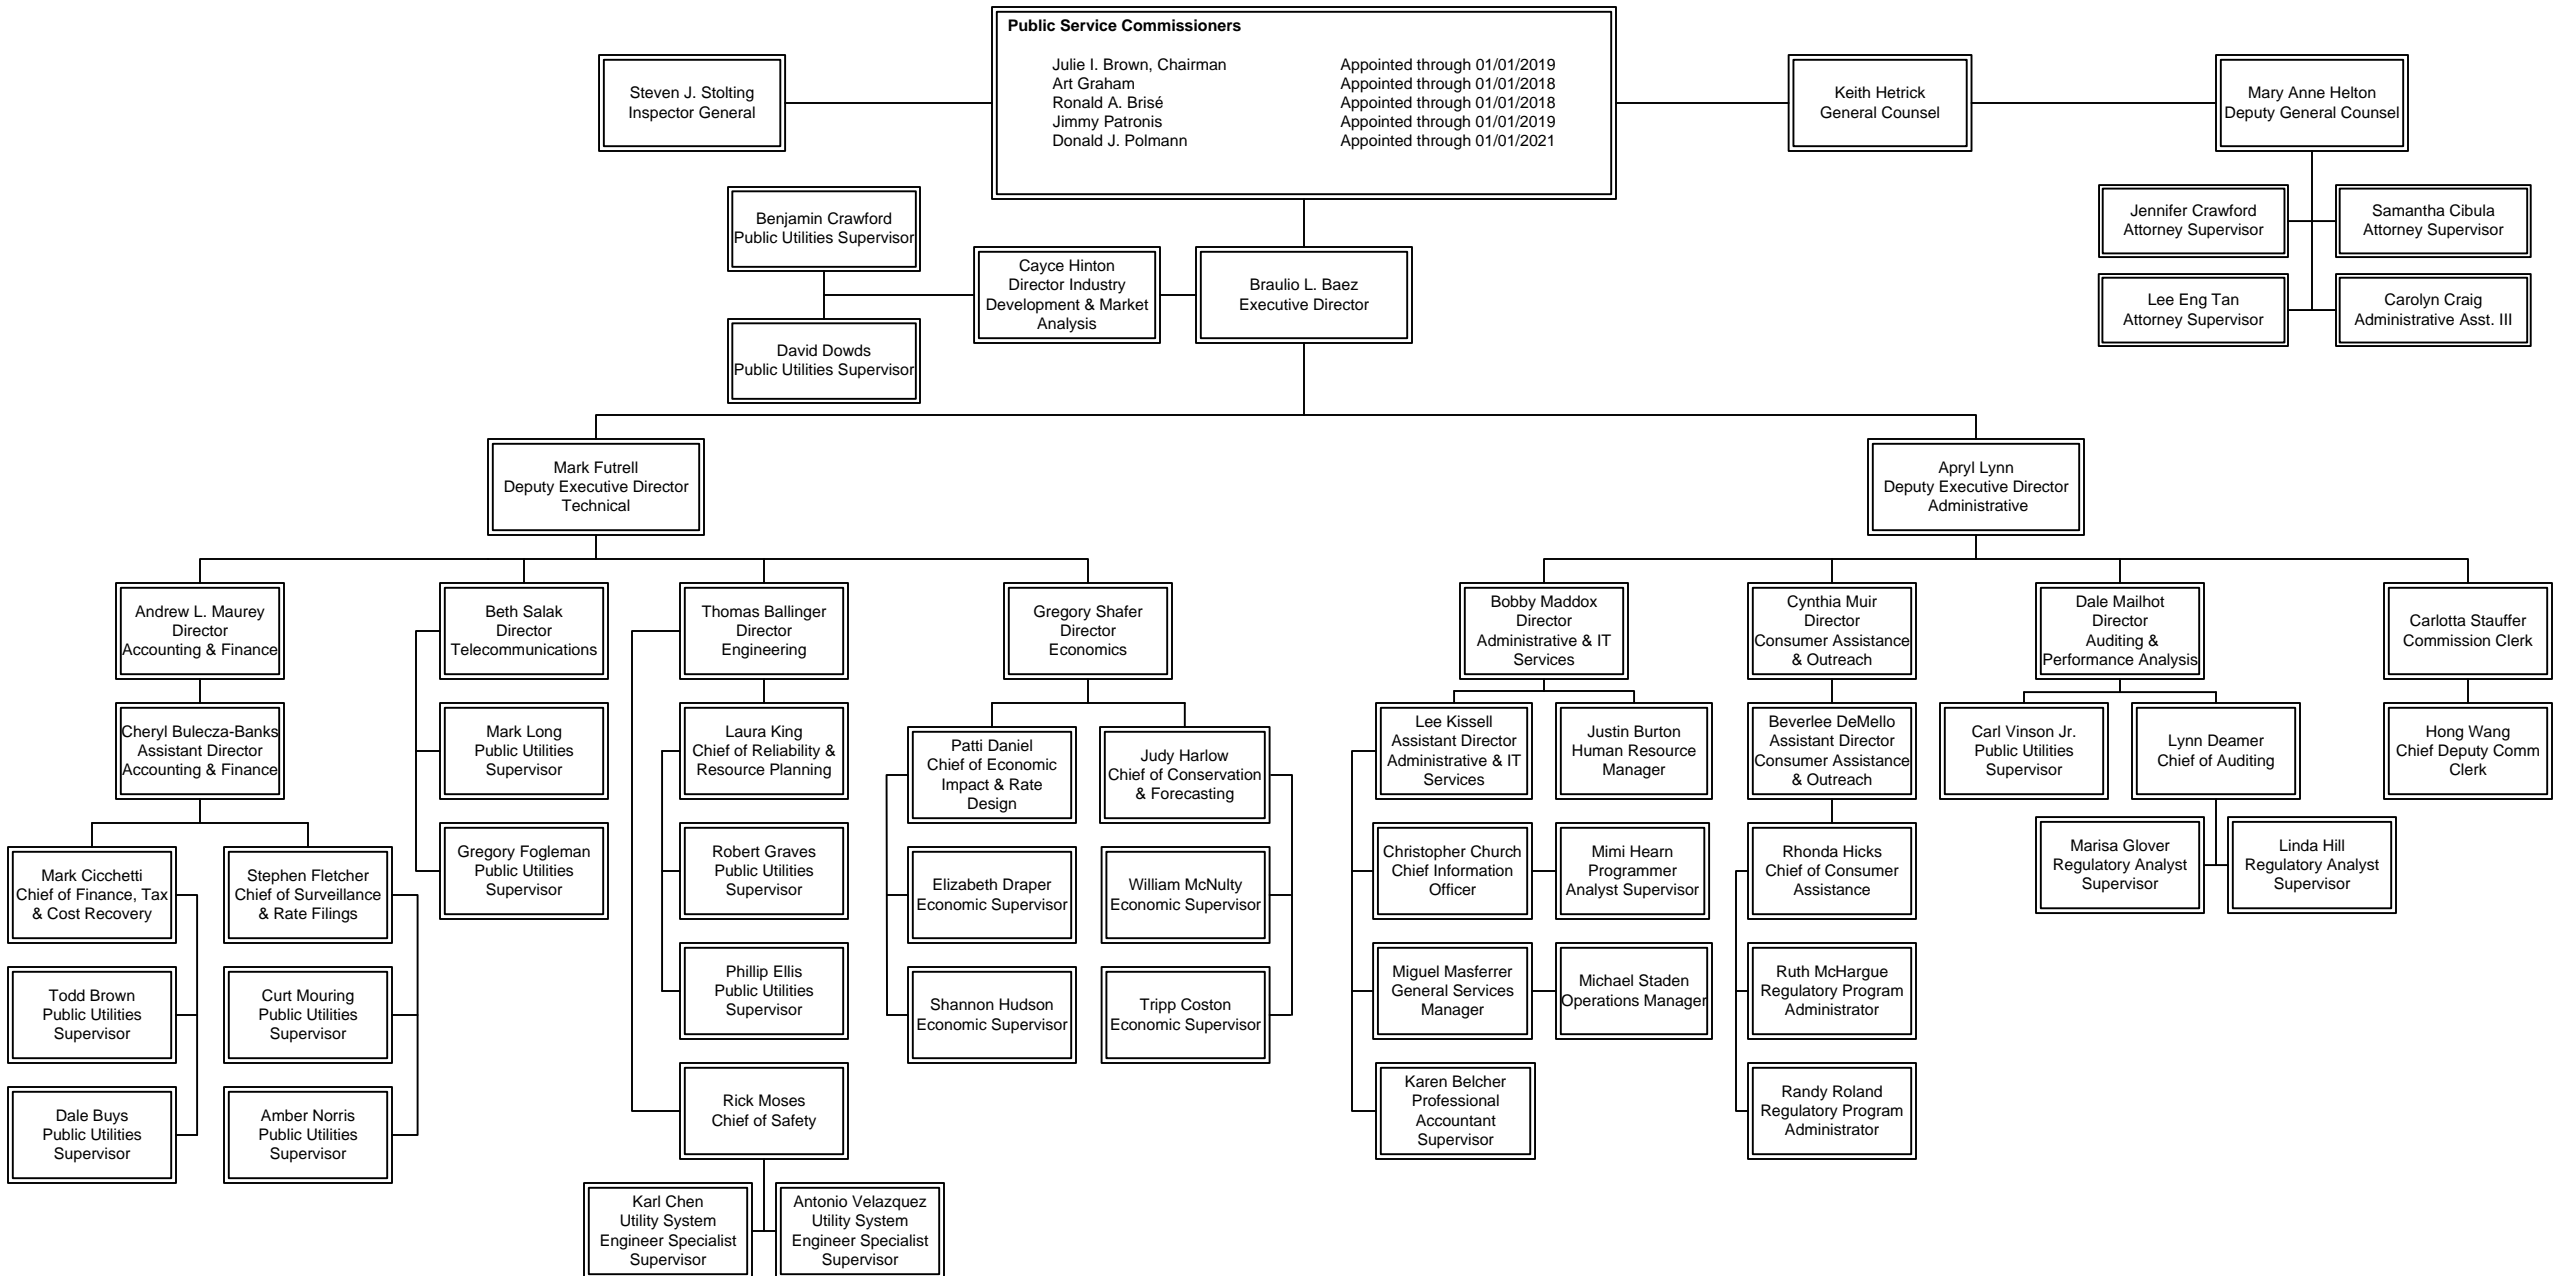 Public Service Commissioners
Julie I. Brown, Chairman Appointed through 01/01/2019
Art Graham Appointed through 01/01/2018
Ronald A. Brisé Appointed through 01/01/2018
Jimmy Patronis Appointed through 01/01/2019
Donald J. Polmann Appointed through 01/01/2021
Steven J. Stolting
Inspector General
Keith Hetrick
General Counsel
Mary Anne Helton
Deputy General Counsel
Jennifer Crawford
Attorney Supervisor
Samantha Cibula
Attorney Supervisor
Lee Eng Tan
Attorney Supervisor
Carolyn Craig
Administrative Asst. III
Benjamin Crawford
Public Utilities Supervisor
Cayce Hinton
Director Industry
Development & Market
Analysis
Braulio L. Baez
Executive Director
David Dowds
Public Utilities Supervisor
Mark Futrell
Deputy Executive Director
Technical
Apryl Lynn
Deputy Executive Director
Administrative
Andrew L. Maurey
Director
Accounting & Finance
Beth Salak
Director
Telecommunications
Thomas Ballinger
Director
Engineering
Gregory Shafer
Director
Economics
Bobby Maddox
Director
Administrative & IT
Services
Cynthia Muir
Director
Consumer Assistance
& Outreach
Dale Mailhot
Director
Auditing &
Performance Analysis
Carlotta Stauffer
Commission Clerk
Cheryl Bulecza-Banks
Assistant Director
Accounting & Finance
Mark Long
Public Utilities
Supervisor
Laura King
Chief of Reliability &
Resource Planning
Patti Daniel
Chief of Economic
Impact & Rate
Design
Judy Harlow
Chief of Conservation
& Forecasting
Lee Kissell
Assistant Director
Administrative & IT
Services
Justin Burton
Human Resource
Manager
Beverlee DeMello
Assistant Director
Consumer Assistance
& Outreach
Carl Vinson Jr.
Public Utilities
Supervisor
Lynn Deamer
Chief of Auditing
Hong Wang
Chief Deputy Comm
Clerk
Mark Cicchetti
Chief of Finance, Tax
& Cost Recovery
Stephen Fletcher
Chief of Surveillance
& Rate Filings
Gregory Fogleman
Public Utilities
Supervisor
Robert Graves
Public Utilities
Supervisor
Elizabeth Draper
Economic Supervisor
William McNulty
Economic Supervisor
Christopher Church
Chief Information
Officer
Mimi Hearn
Programmer
Analyst Supervisor
Rhonda Hicks
Chief of Consumer
Assistance
Marisa Glover
Regulatory Analyst
Supervisor
Linda Hill
Regulatory Analyst
Supervisor
Todd Brown
Public Utilities
Supervisor
Curt Mouring
Public Utilities
Supervisor
Phillip Ellis
Public Utilities
Supervisor
Shannon Hudson
Economic Supervisor
Tripp Coston
Economic Supervisor
Miguel Masferrer
General Services
Manager
Michael Staden
Operations Manager
Ruth McHargue
Regulatory Program
Administrator
Dale Buys
Public Utilities
Supervisor
Amber Norris
Public Utilities
Supervisor
Rick Moses
Chief of Safety
Karen Belcher
Professional
Accountant
Supervisor
Randy Roland
Regulatory Program
Administrator
Karl Chen
Utility System
Engineer Specialist
Supervisor
Antonio Velazquez
Utility System
Engineer Specialist
Supervisor